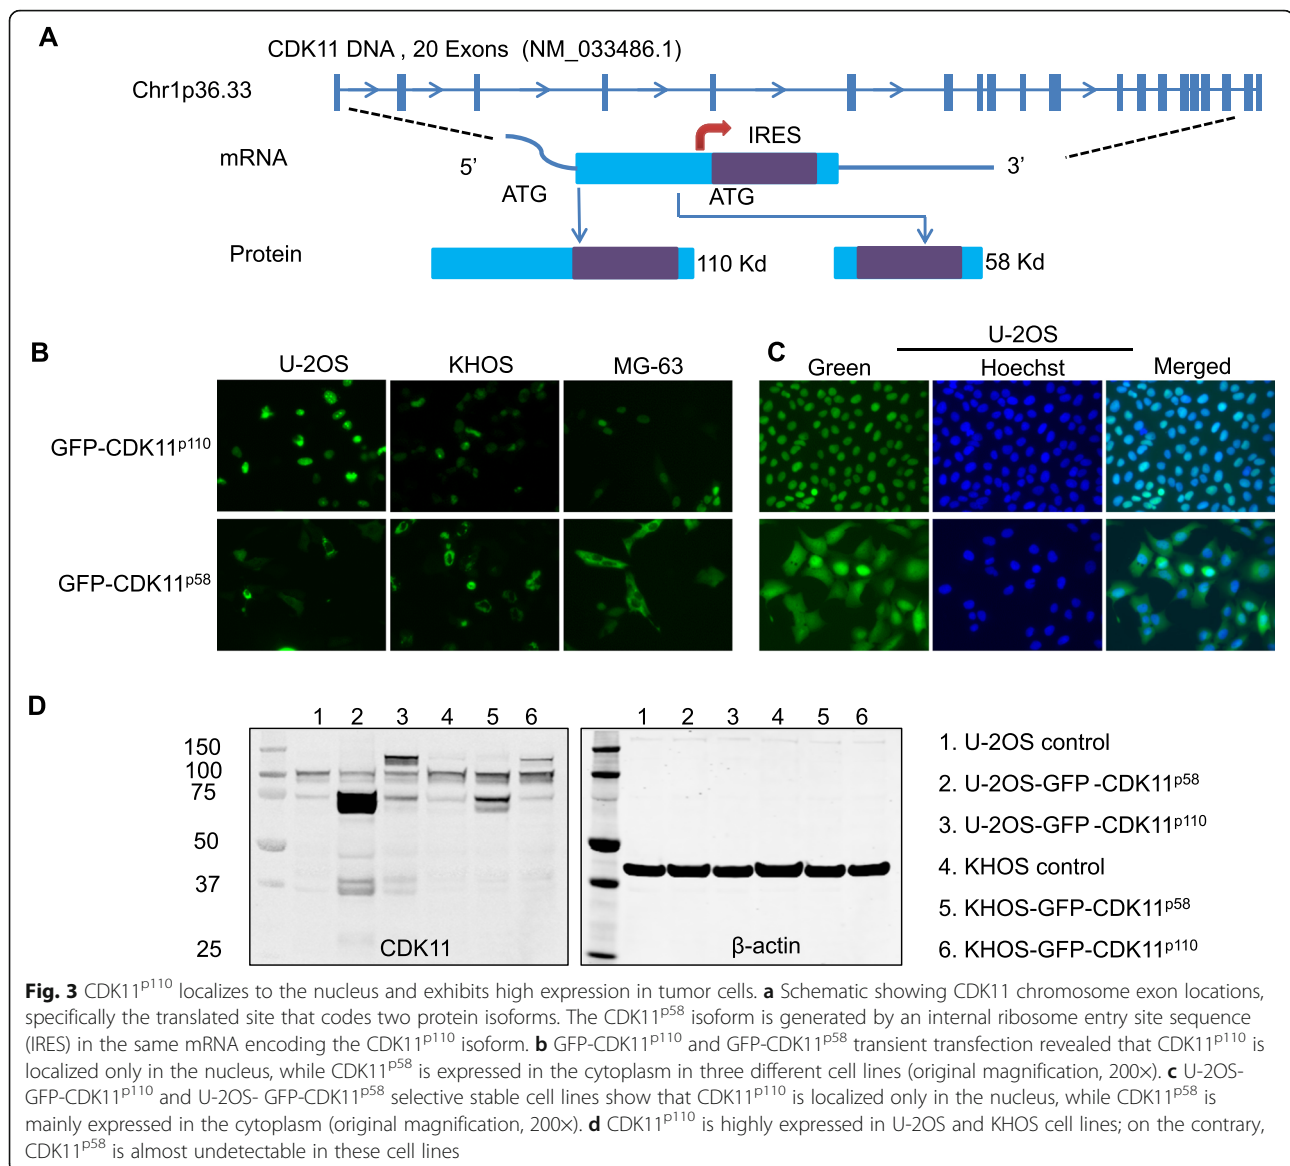 A
CDK11 DNA , 20 Exons (NM_033486.1)
Chr1p36.33
mRNA
5’
IRES
3’
ATG
ATG
Protein
110 Kd
58 Kd
B
U-2OS
KHOS
MG-63
GFP-CDK11p110
GFP-CDK11p58
C
U-2OS
Green
Hoechst
Merged
D
1 2 3 4 5 6
150
100
75
50
37
25
CDK11
1 2 3 4 5 6
β-actin
1. U-2OS control
2. U-2OS-GFP -CDK11p58
3. U-2OS-GFP -CDK11p110
4. KHOS control
5. KHOS-GFP-CDK11p58
6. KHOS-GFP-CDK11p110
Fig. 3 CDK11p110 localizes to the nucleus and exhibits high expression in tumor cells. a Schematic showing CDK11 chromosome exon locations,
specifically the translated site that codes two protein isoforms. The CDK11p58 isoform is generated by an internal ribosome entry site sequence
(IRES) in the same mRNA encoding the CDK11p110 isoform. b GFP-CDK11p110 and GFP-CDK11p58 transient transfection revealed that CDK11p110 is
localized only in the nucleus, while CDK11p58 is expressed in the cytoplasm in three different cell lines (original magnification, 200×). c U-2OS-
GFP-CDK11p110 and U-2OS- GFP-CDK11p58 selective stable cell lines show that CDK11p110 is localized only in the nucleus, while CDK11p58 is
mainly expressed in the cytoplasm (original magnification, 200×). d CDK11p110 is highly expressed in U-2OS and KHOS cell lines; on the contrary,
CDK11p58 is almost undetectable in these cell lines